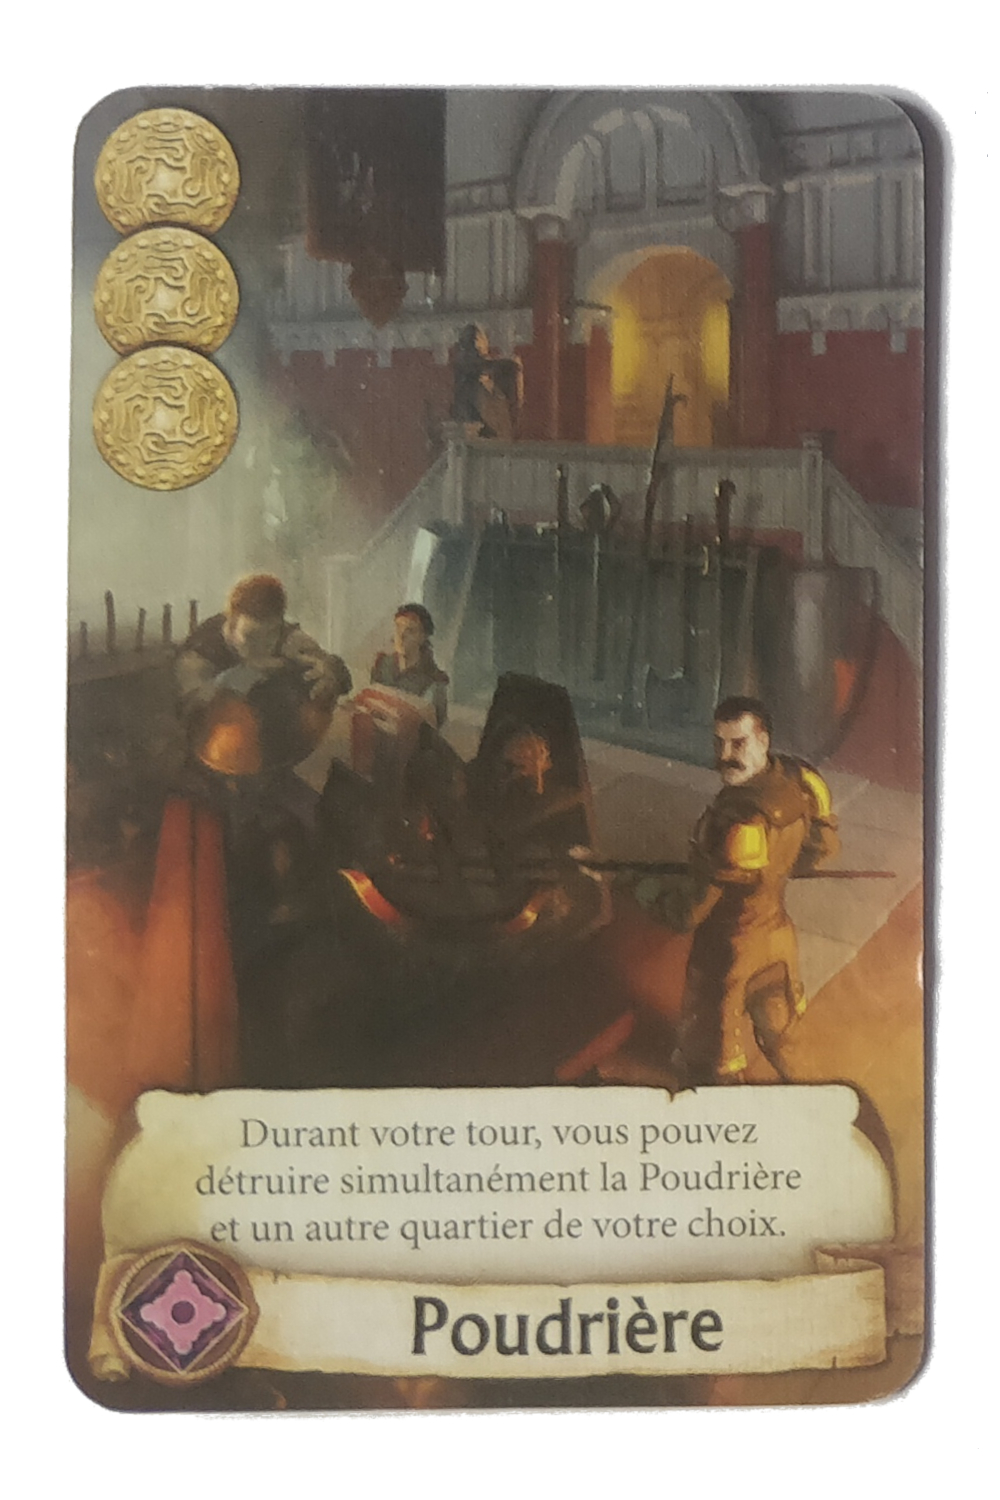 Durant votre tour, vous pouvez
détruire simultanément la Poudrière
et un autre quartier de votre choix.
Poudrière